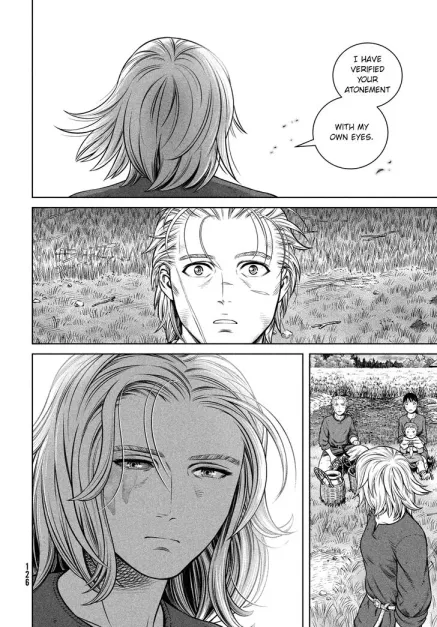 I HAVE
VERIFIED
YOUR
ATONEMENT
WITH MY
OWN EYES.
126